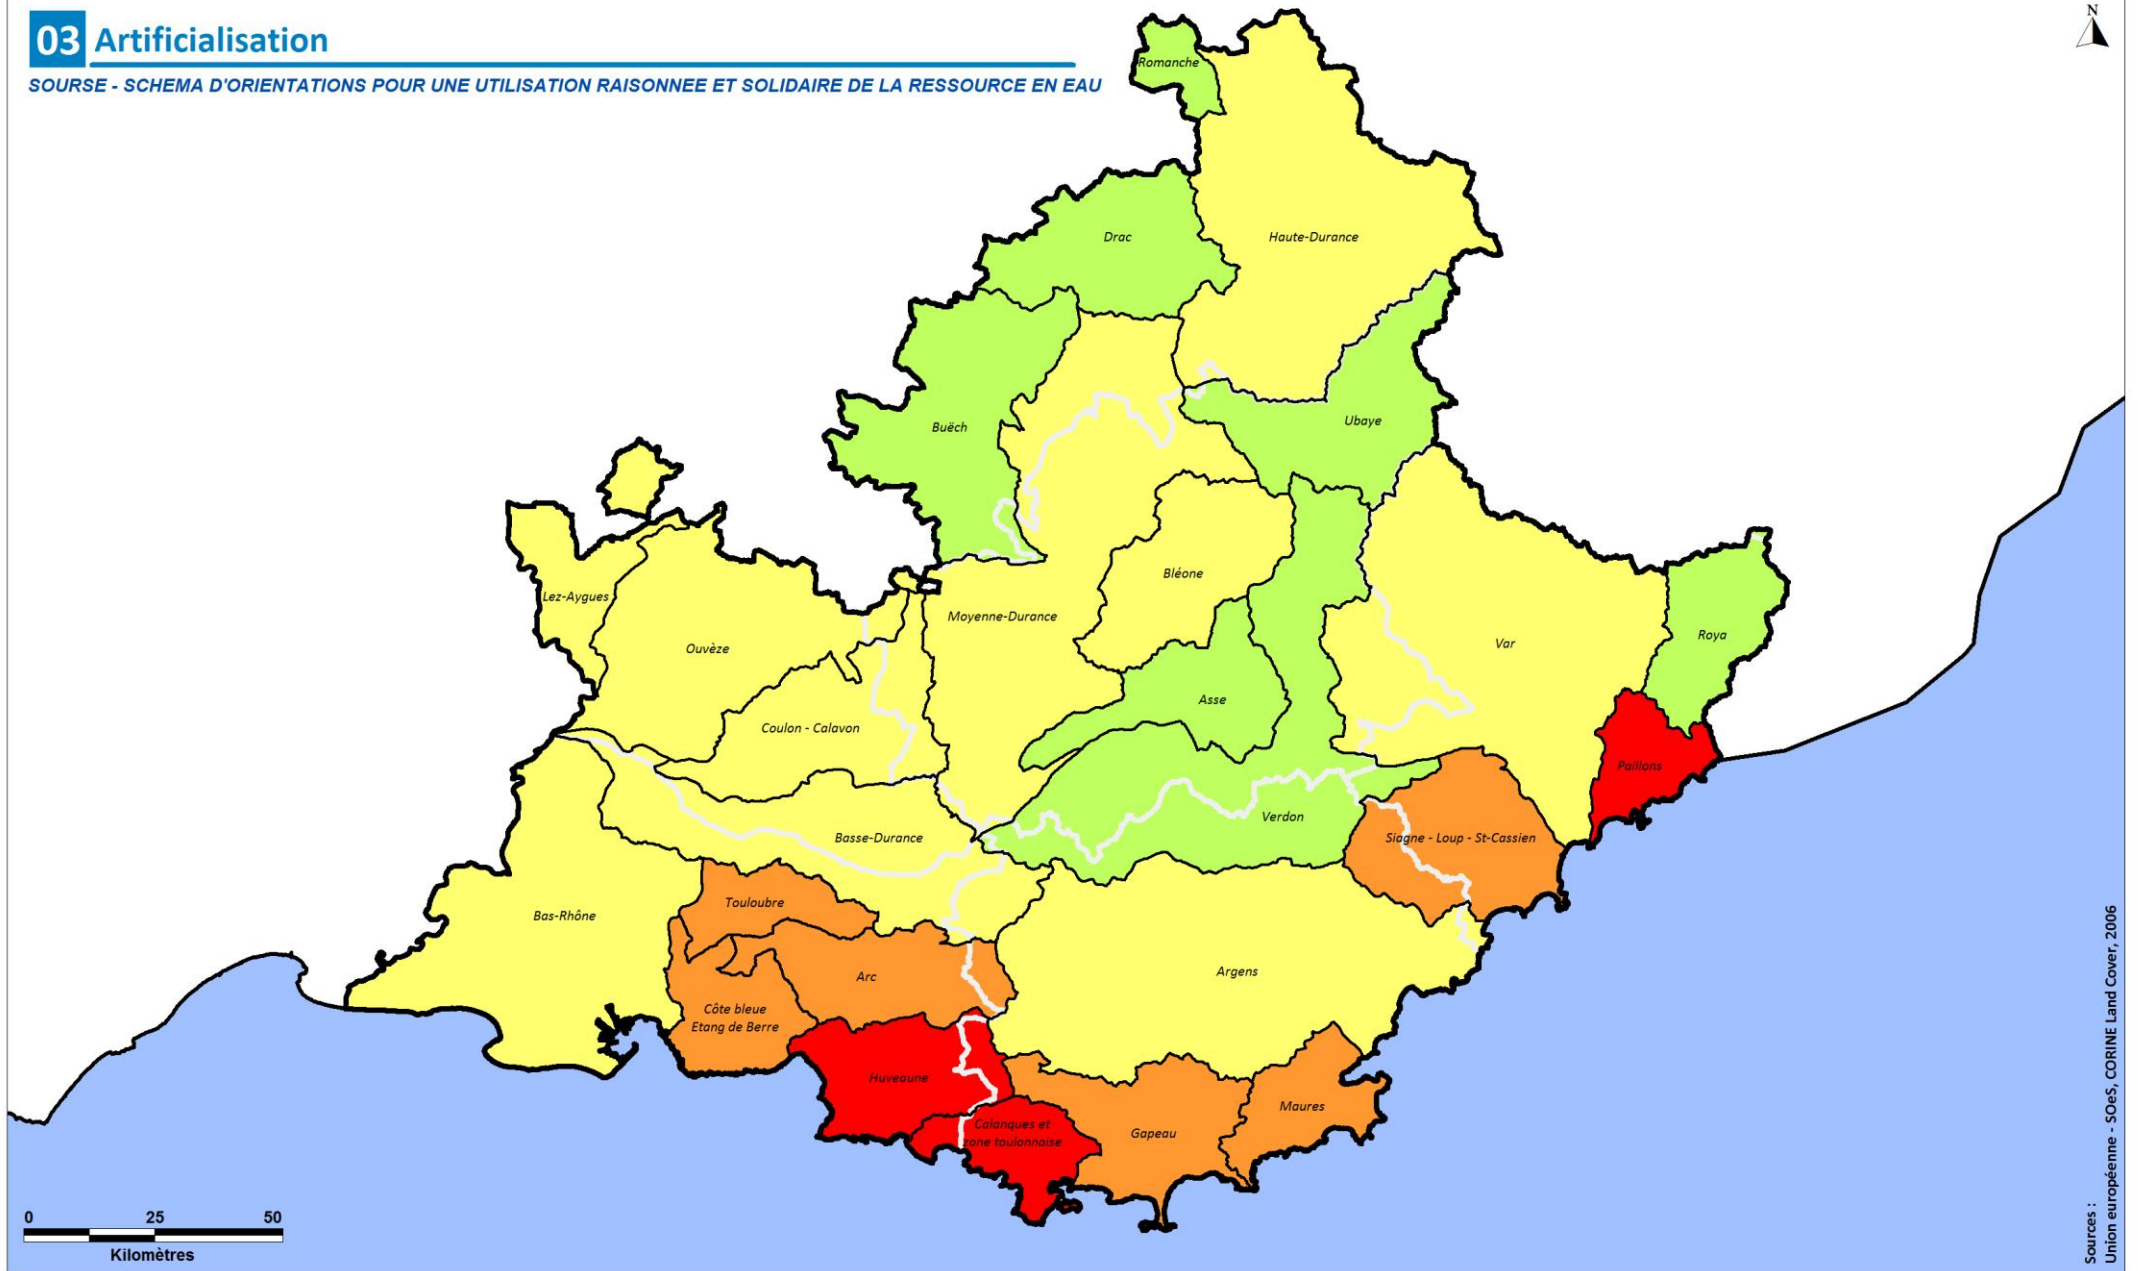 03 Artificialisation
SOURSE - SCHEMA D'ORIENTATIONS POUR UNE UTILISATION RAISONNEE ET SOLIDAIRE DE LA RESSOURCE EN EAU
N
Romanche
Drac
Haute-Durance
Buëch
Ubaye
Bléone
Lez-Aygues
Moyenne-Durance
Ouvèze
Var
Roya
Asse
Coulon - Calavon
Paillons
Verdon
Basse-Durance
Siagne - Loup - St-Cassien
Touloubre
Bas-Rhône
Arc
Argens
Côte bleue
Etang de Berre
Huveaune
Maures
Calanques et
zone toulonnaise
Gapeau
0 25 50
Kilomètres
Sources :
Union européenne - SOeS, CORINE Land Cover, 2006